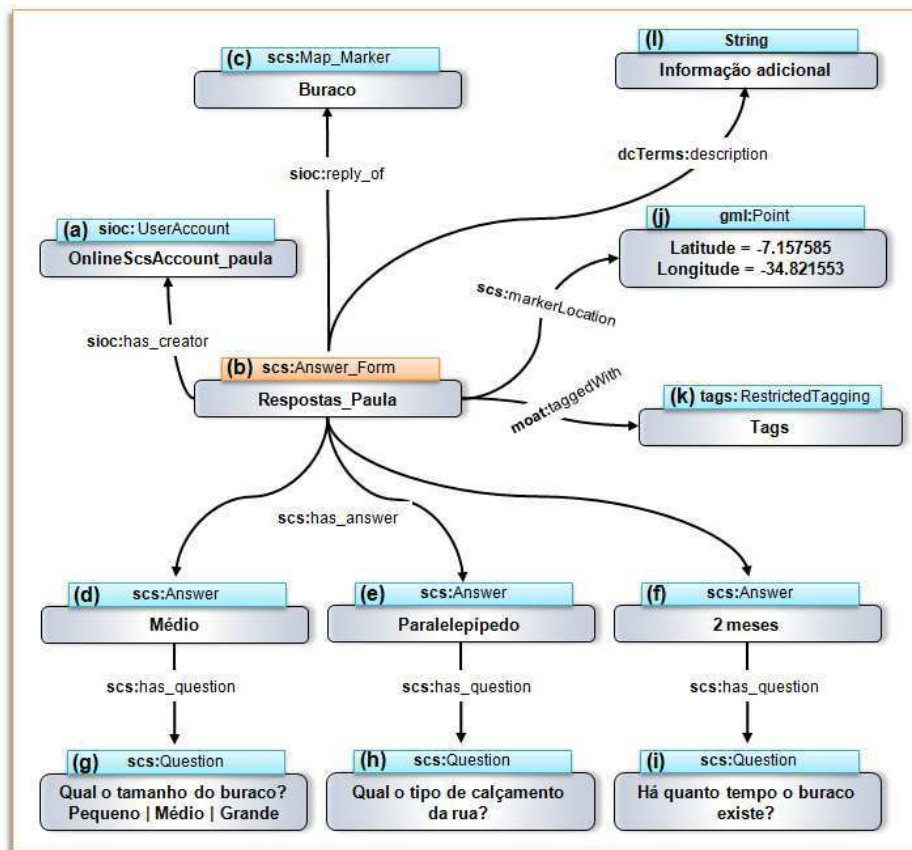 (c) scs:Map_Marker
Buraco
(l) String
Informação adicional
sioc:reply_of
dcTerms:description
(a) sioc: UserAccount
OnlineScsAccount_paula
(j) gml:Point
Latitude = -7.157585
Longitude = -34.821553
scs:markerLocation
sioc:has_creator
(b) scs:Answer_Form
Respostas_Paula
moat:taggedWith
(k) tags: RestrictedTagging
Tags
scs:has_answer
(d) scs:Answer
Médio
(e) scs:Answer
Paralelepípedo
(f) scs:Answer
2 meses
scs:has_question
scs:has_question
scs:has_question
(g) scs:Question
Qual o tamanho do buraco?
Pequeno | Médio | Grande
(h) scs:Question
Qual o tipo de calçamento
da rua?
(i) scs:Question
Há quanto tempo o buraco
existe?